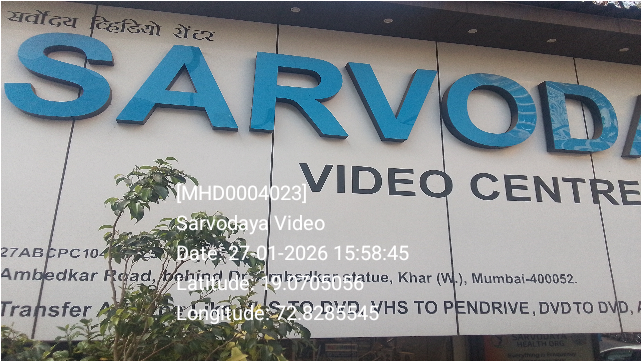 सर्वोदय व्हिडियो सेंटर
SARVODA
VIDEO CENTRE
[MHD0004023]
Sarvodaya Video
Date: 27-01-2026 15:58:45
27ABCPC10
Ambedkar Road, behind Dr. Ambedkar statue, Khar (W.), Mumbai-400052.
Latitude: 19.0705056
Transfer S TO DVD, VHS TO PENDRIVE, DVD TO DVD, A
Longitude: 72.8285545